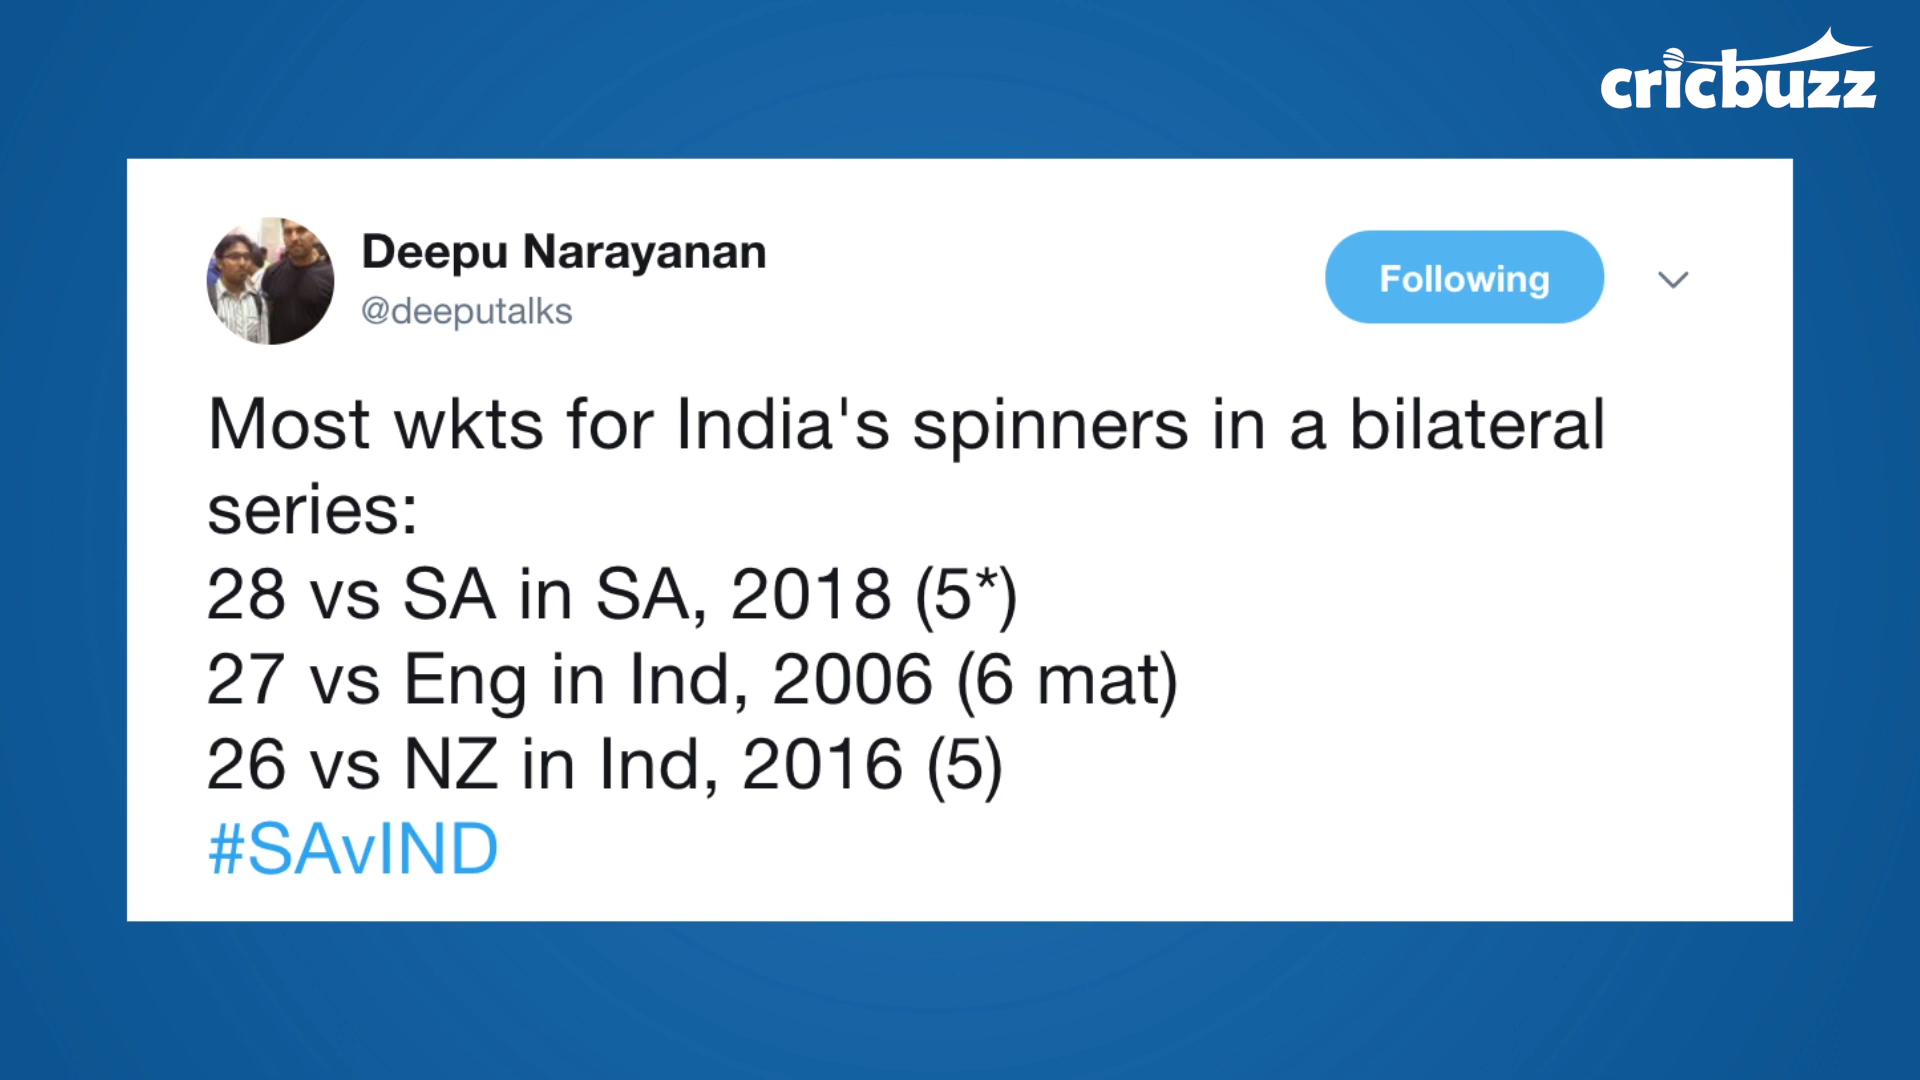 cricbuzz
Deepu Narayanan
@deeputalks
Following
Most wkts for India's spinners in a bilateral
series:
28 vs SA in SA, 2018 (5*)
27 vs Eng in Ind, 2006 (6 mat)
26 vs NZ in Ind, 2016 (5)
#SAvIND